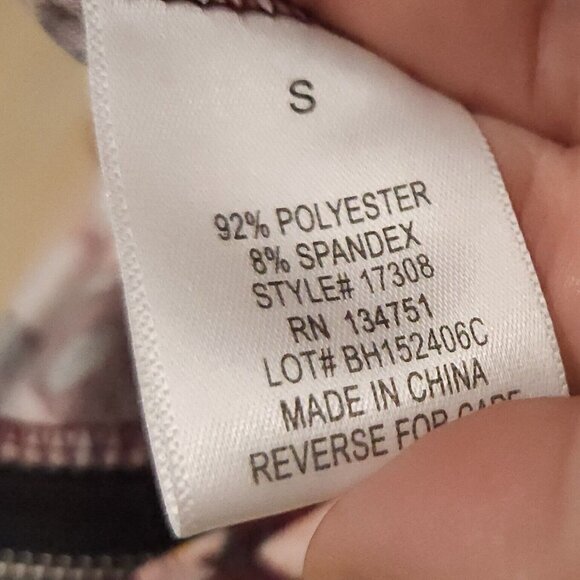 S
92% POLYESTER
8% SPANDEX
STYLE# 17308
RN 134751
LOT# BH152406C
MADE IN CHINA
REVERSE FOR CARE